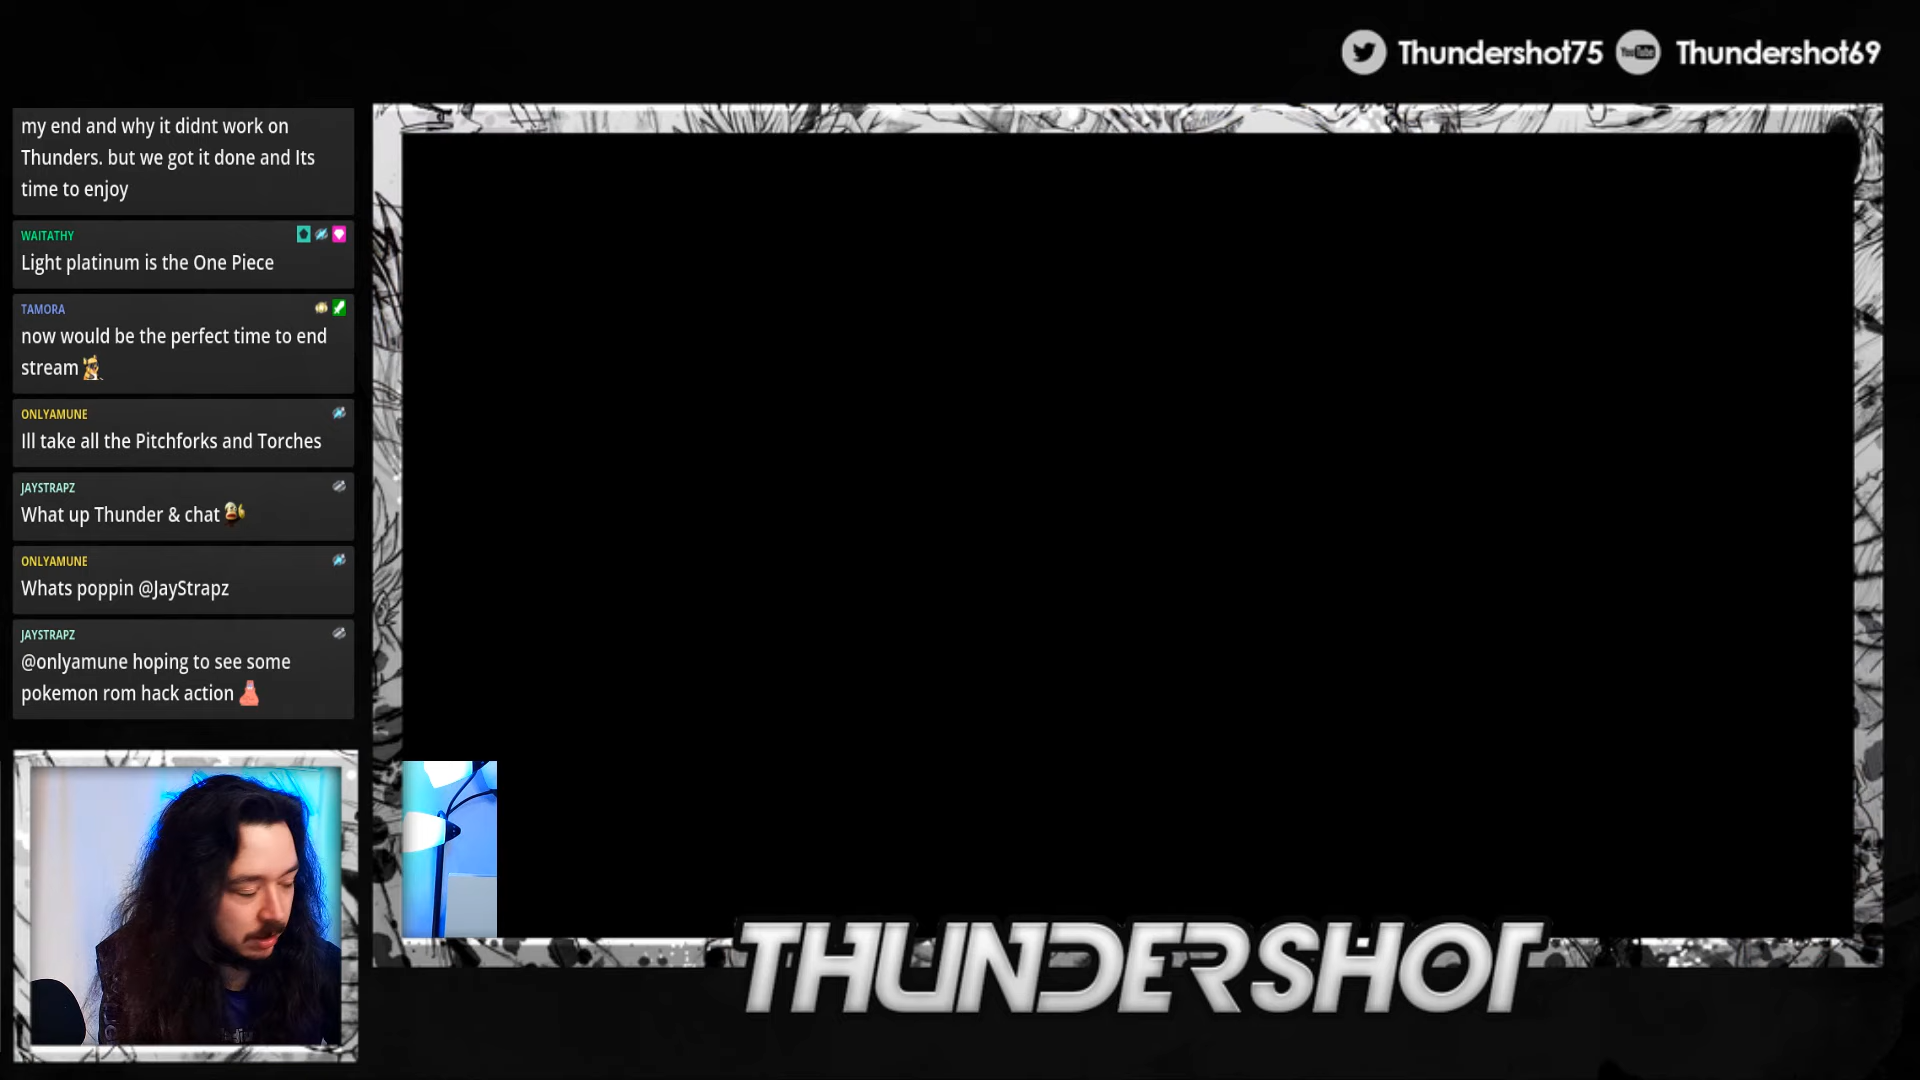 Thundershot75
YouTube
Thundershot69
my end and why it didnt work on
Thunders. but we got it done and Its
time to enjoy
WAITATHY
Light platinum is the One Piece
TAMORA
now would be the perfect time to end
stream
ONLYAMUNE
Ill take all the Pitchforks and Torches
JAYSTRAPZ
What up Thunder & chat
ONLYAMUNE
Whats poppin @JayStrapz
JAYSTRAPZ
@onlyamune hoping to see some
pokemon rom hack action
THUNDERSHOT